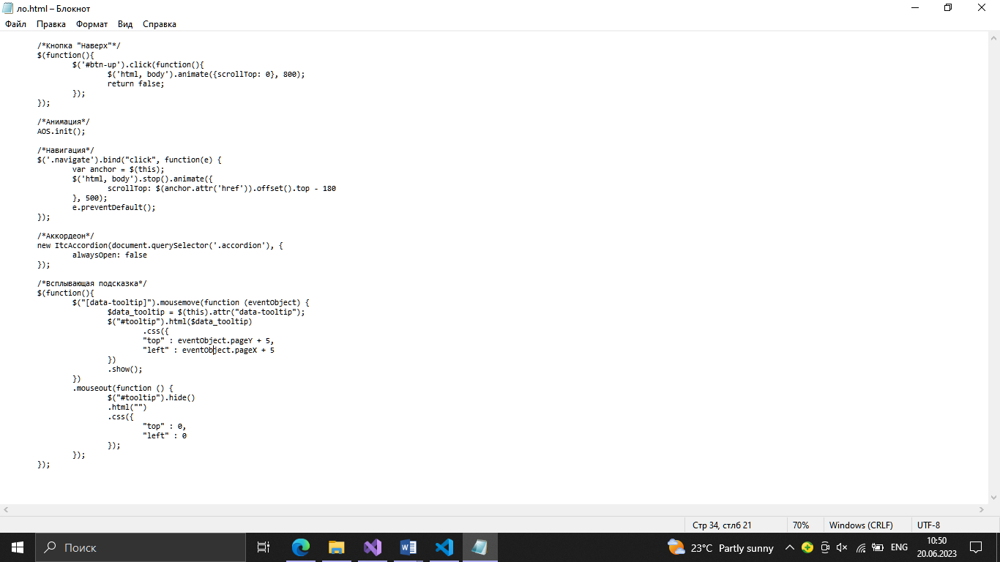 ло.html – Блокнот
Файл Правка Формат Вид Справка
/*Кнопка "Наверх"*/
$(function(){
$('#btn-up').click(function(){
$('html, body').animate({scrollTop: 0}, 800);
return false;
});
});
/*Анимация*/
AOS.init();
/*Навигация*/
$('.navigate').bind("click", function(e) {
var anchor = $(this);
$('html, body').stop().animate({
scrollTop: $(anchor.attr('href')).offset().top - 180
}, 500);
e.preventDefault();
});
/*Аккордеон*/
new ItcAccordion(document.querySelector('.accordion'), {
alwaysOpen: false
});
/*Всплывающая подсказка*/
$(function(){
$("[data-tooltip]").mousemove(function (eventObject) {
$data_tooltip = $(this).attr("data-tooltip");
$("#tooltip").html($data_tooltip)
.css({
"top" : eventObject.pageY + 5,
"left" : eventObject.pageX + 5
})
.show();
})
.mouseout(function () {
$("#tooltip").hide()
.html("")
.css({
"top" : 0,
"left" : 0
});
});
});
Стр 34, стлб 21 70% Windows (CRLF) UTF-8
Поиск 23°C Partly sunny ENG 10:50
20.06.2023